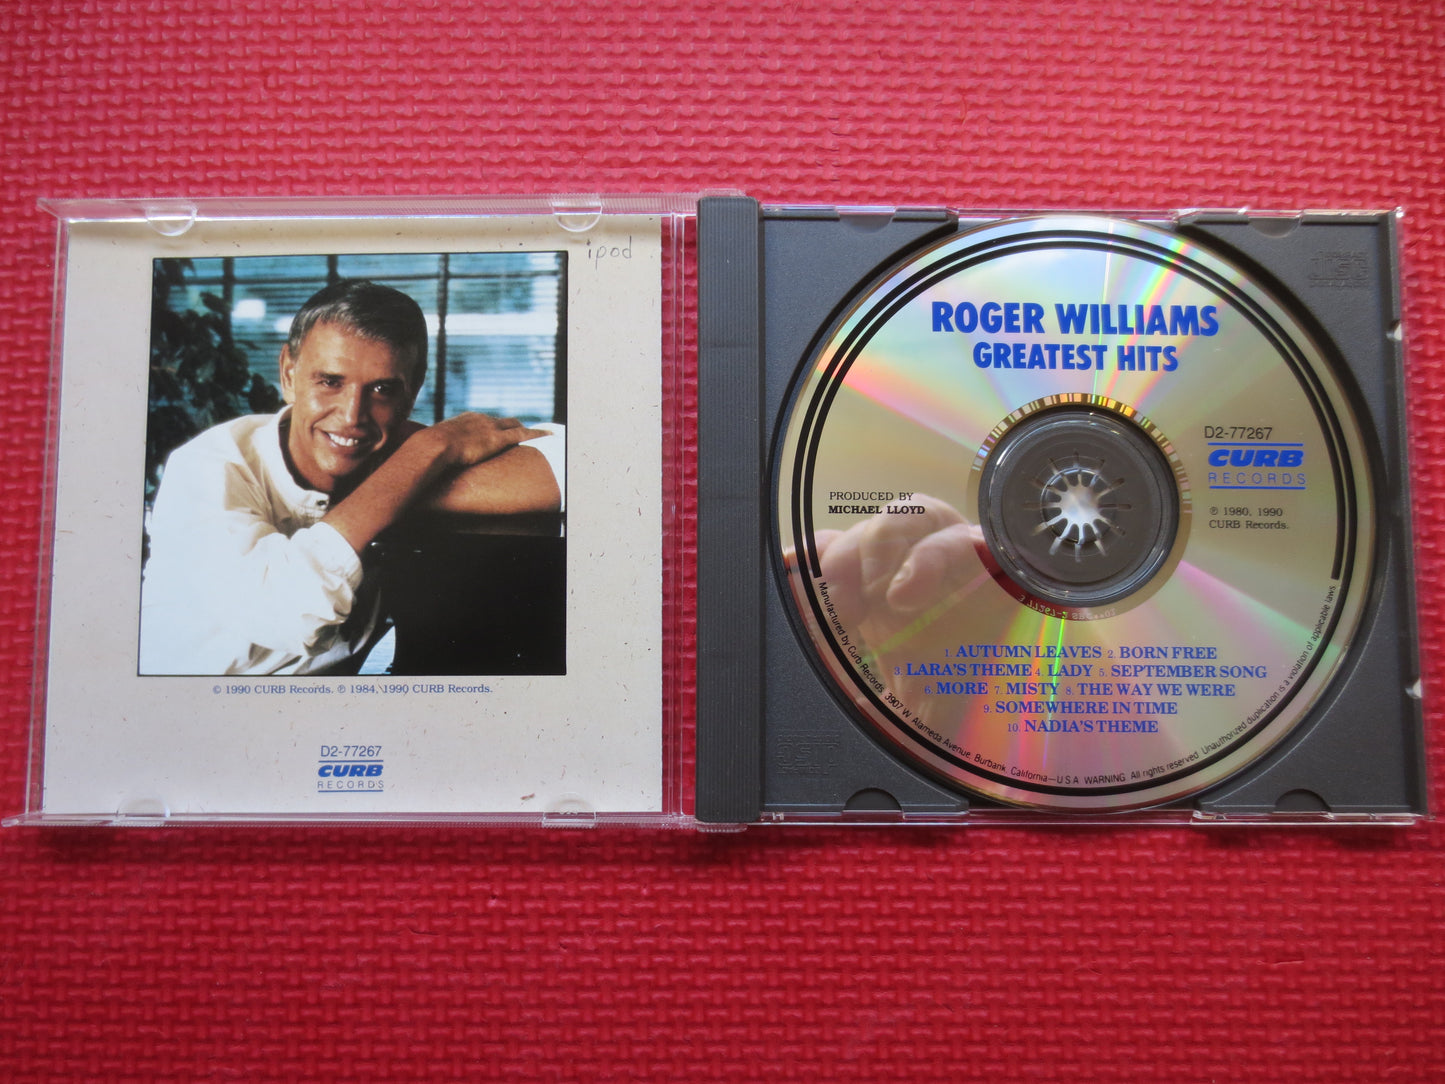 ipod
© 1990 CURB Records. ℗ 1984, 1990 CURB Records.
D2-77267
CURB
RECORDS
ROGER WILLIAMS
GREATEST HITS
D2-77267
CURB
RECORDS
PRODUCED BY
MICHAEL LLOYD
℗ 1980, 1990
CURB Records.
1. AUTUMN LEAVES 2. BORN FREE
3. LARA'S THEME 4. LADY 5. SEPTEMBER SONG
6. MORE 7. MISTY 8. THE WAY WE WERE
9. SOMEWHERE IN TIME
10. NADIA'S THEME
Manufactured by Curb Records, 3907 W. Alameda Avenue, Burbank, California—U.S.A. WARNING: All rights reserved. Unauthorized duplication is a violation of applicable laws.